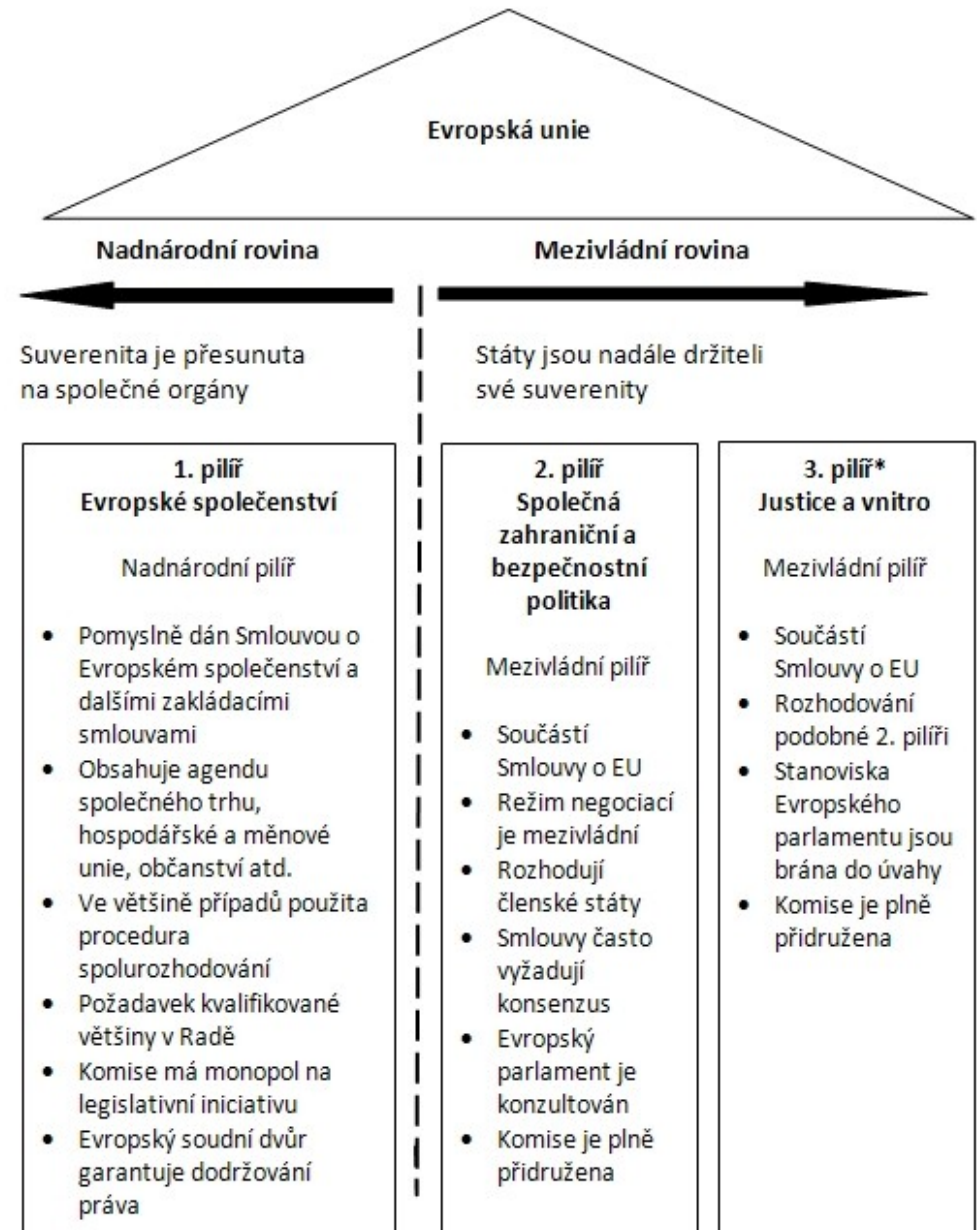 Evropská unie
Nadnárodní rovina
Mezivládní rovina
Suverenita je přesunuta
na společné orgány
Státy jsou nadále držiteli
své suverenity
1. pilíř
Evropské společenství
Nadnárodní pilíř
• Pomyslně dán Smlouvou o
Evropském společenství a
dalšími zakládacími
smlouvami
• Obsahuje agendu
společného trhu,
hospodářské a měnové
unie, občanství atd.
• Ve většině případů použita
procedura
spolurozhodování
• Požadavek kvalifikované
většiny v Radě
• Komise má monopol na
legislativní iniciativu
• Evropský soudní dvůr
garantuje dodržování
práva
2. pilíř
Společná
zahraniční a
bezpečnostní
politika
Mezivládní pilíř
• Součástí
Smlouvy o EU
• Režim negociací
je mezivládní
• Rozhodují
členské státy
• Smlouvy často
vyžadují
konsenzus
• Evropský
parlament je
konzultován
• Komise je plně
přidružena
3. pilíř*
Justice a vnitro
Mezivládní pilíř
• Součástí
Smlouvy o EU
• Rozhodování
podobné 2. pilíři
• Stanoviska
Evropského
parlamentu jsou
brána do úvahy
• Komise je plně
přidružena